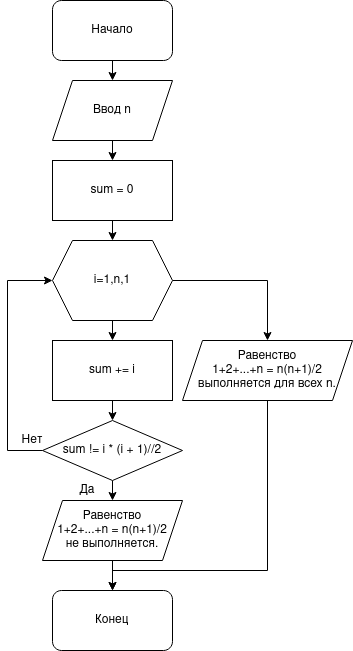 Начало
Ввод n
sum = 0
i=1,n,1
sum += i
Равенство
1+2+...+n = n(n+1)/2
выполняется для всех n.
Нет
sum != i * (i + 1)//2
Да
Равенство
1+2+...+n = n(n+1)/2
не выполняется.
Конец